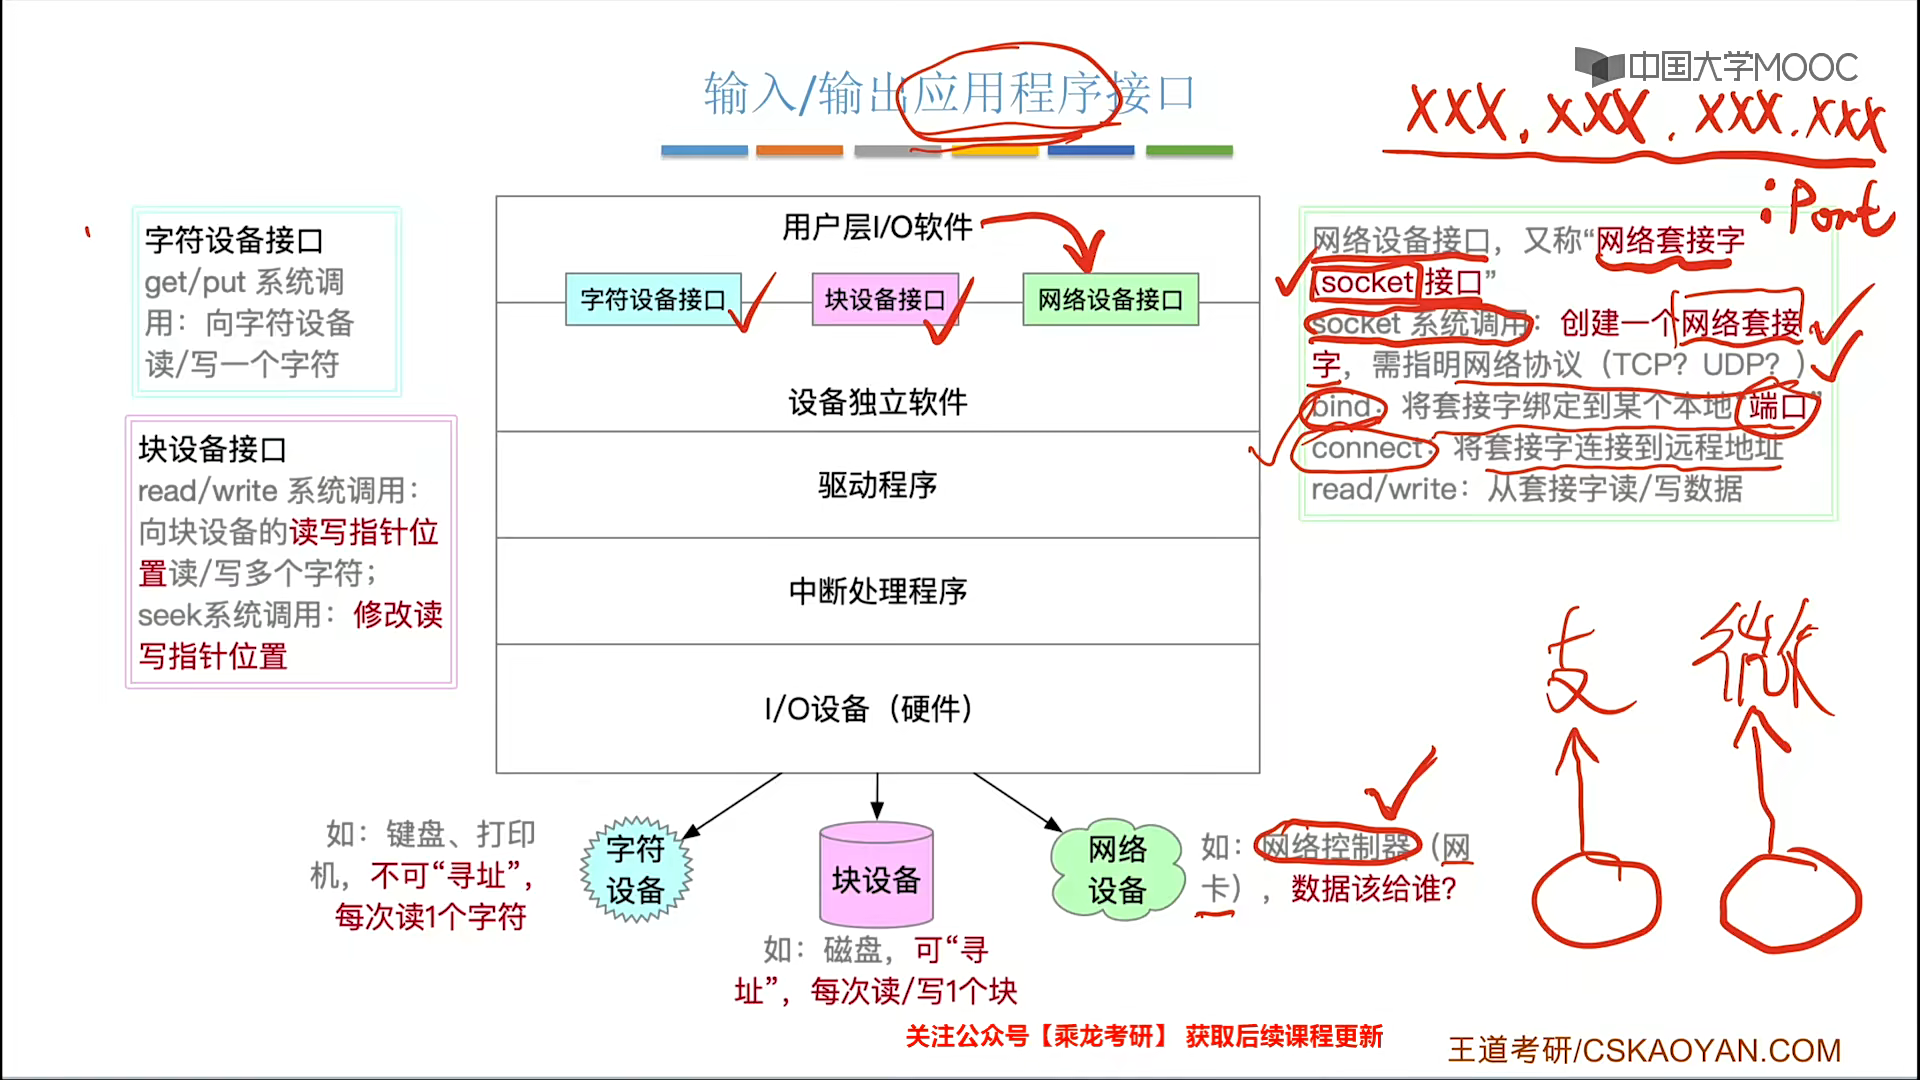 输入/输出应用程序接口
中国大学MOOC
XXX.XXX.XXX.XXX
:Port
字符设备接口
get/put 系统调
用：向字符设备
读/写一个字符
块设备接口
read/write 系统调用：
向块设备的读写指针位
置读/写多个字符；
seek系统调用：修改读
写指针位置
用户层I/O软件
字符设备接口
块设备接口
网络设备接口
设备独立软件
驱动程序
中断处理程序
I/O设备（硬件）
网络设备接口，又称“网络套接字
(socket 接口”
socket 系统调用：创建一个网络套接
字，需指明网络协议（TCP？UDP？）
bind：将套接字绑定到某个本地“端口”
connect：将套接字连接到远程地址
read/write：从套接字读/写数据
支
微
如：键盘、打印
机，不可“寻址”，
每次读1个字符
字符
设备
块设备
如：磁盘，可“寻
址”，每次读/写1个块
网络
设备
如：网络控制器（网
卡），数据该给谁？
关注公众号【乘龙考研】 获取后续课程更新
王道考研/CSKAOYAN.COM